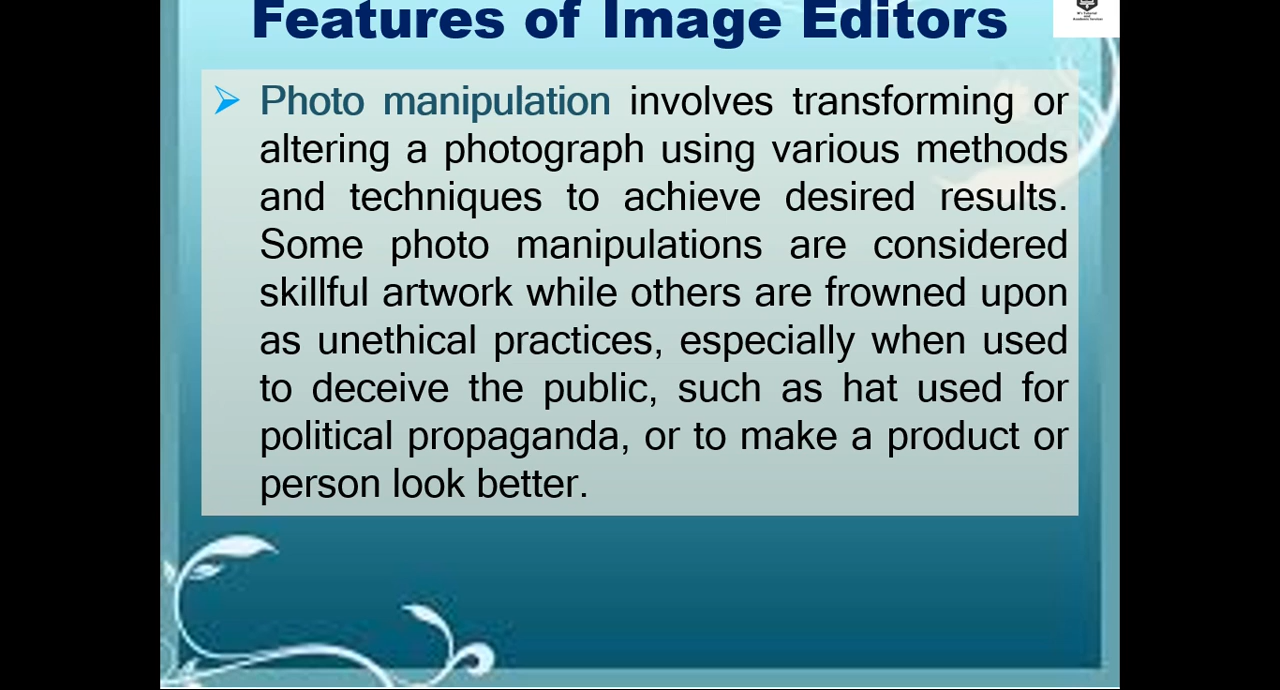 Features of Image Editors
Photo manipulation involves transforming or
altering a photograph using various methods
and techniques to achieve desired results.
Some photo manipulations are considered
skillful artwork while others are frowned upon
as unethical practices, especially when used
to deceive the public, such as hat used for
political propaganda, or to make a product or
person look better.